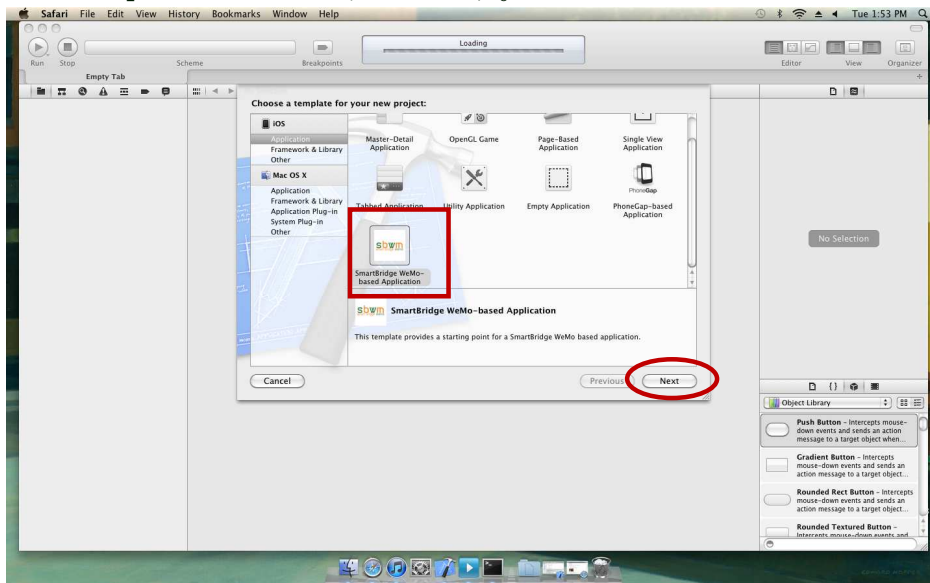 Safari File Edit View History Bookmarks Window Help
Tue 1:53 PM
Loading
Run Stop Scheme Breakpoints Editor View Organizer
Empty Tab
Choose a template for your new project:
iOS
Application
Framework & Library
Other
Mac OS X
Application
Framework & Library
Application Plug-in
System Plug-in
Other
Master-Detail
Application
OpenGL Game
Page-Based
Application
Single View
Application
Tabbed Application
Utility Application
Empty Application
PhoneGap
PhoneGap-based
Application
sbwm
SmartBridge WeMo-
based Application
sbwm SmartBridge WeMo-based Application
This template provides a starting point for a SmartBridge WeMo based application.
Cancel
Previous
Next
No Selection
Object Library
Push Button - Intercepts mouse-
down events and sends an action
message to a target object when...
Gradient Button - Intercepts
mouse-down events and sends an
action message to a target object...
Rounded Rect Button - Intercepts
mouse-down events and sends an
action message to a target object...
Rounded Textured Button -
Intercepts mouse-down events and